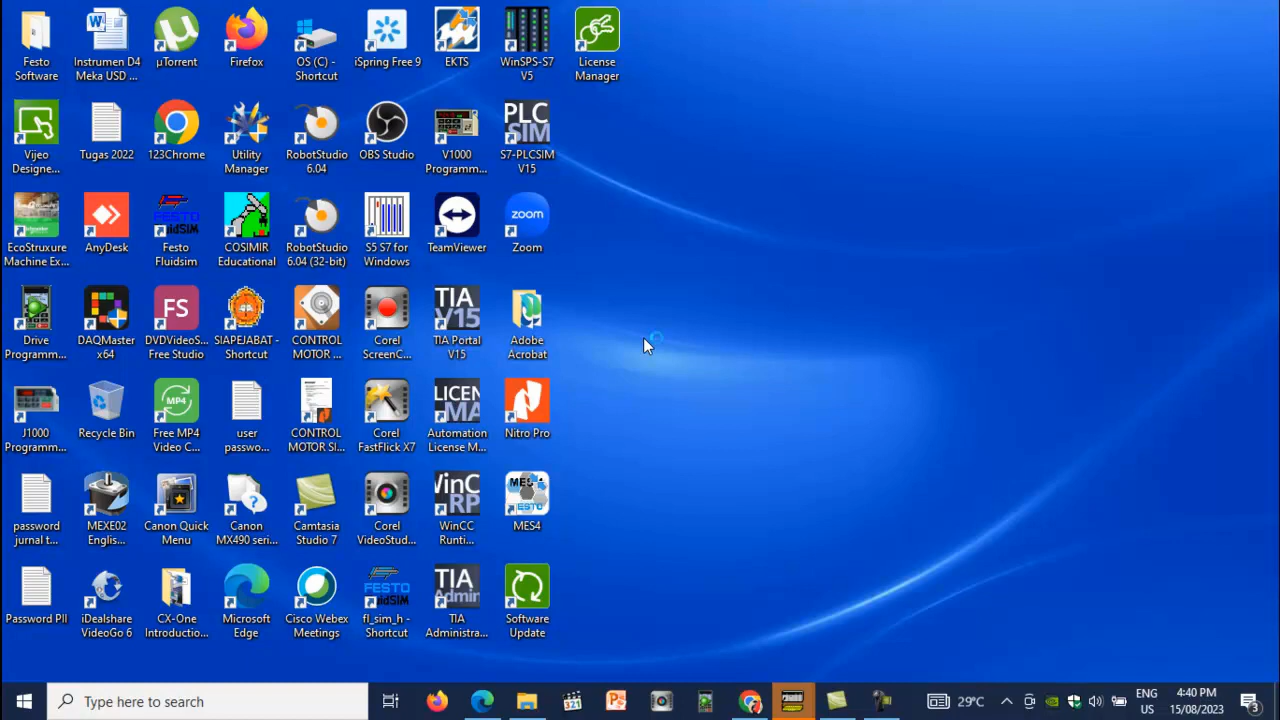 Festo
Software
Instrumen D4
Meka USD ...
µTorrent
Firefox
OS (C) -
Shortcut
iSpring Free 9
EKTS
WinSPS-S7
V5
License
Manager
Vijeo
Designe...
Tugas 2022
123Chrome
Utility
Manager
RobotStudio
6.04
OBS Studio
V1000
Programm...
PLC
SIM
S7-PLCSIM
V15
EcoStruxure
Machine Ex...
AnyDesk
FESTO
Festo
Fluidsim
COSIMIR
Educational
RobotStudio
6.04 (32-bit)
S5 S7 for
Windows
TeamViewer
zoom
Zoom
Drive
Programm...
DAQMaster
x64
FS
DVDVideoS...
Free Studio
SIAPEJABAT -
Shortcut
CONTROL
MOTOR ...
Corel
ScreenC...
TIA
V15
TIA Portal
V15
Adobe
Acrobat
J1000
Programm...
Recycle Bin
MP4
Free MP4
Video C...
user
passwo...
CONTROL
MOTOR SI...
Corel
FastFlick X7
LICEN
MA
Automation
License M...
Nitro Pro
password
jurnal t...
MEXE02
Englis...
Canon Quick
Menu
Canon
MX490 seri...
Camtasia
Studio 7
Corel
VideoStud...
WinC
RP
WinCC
Runti...
MES4
FESTO
MES4
Password PII
iDealshare
VideoGo 6
CX-One
Introductio...
Microsoft
Edge
Cisco Webex
Meetings
FESTO
fl_sim_h -
Shortcut
TIA
Admin
TIA
Administra...
Software
Update
Type here to search
321
29°C
ENG
US
4:40 PM
15/08/2023
3